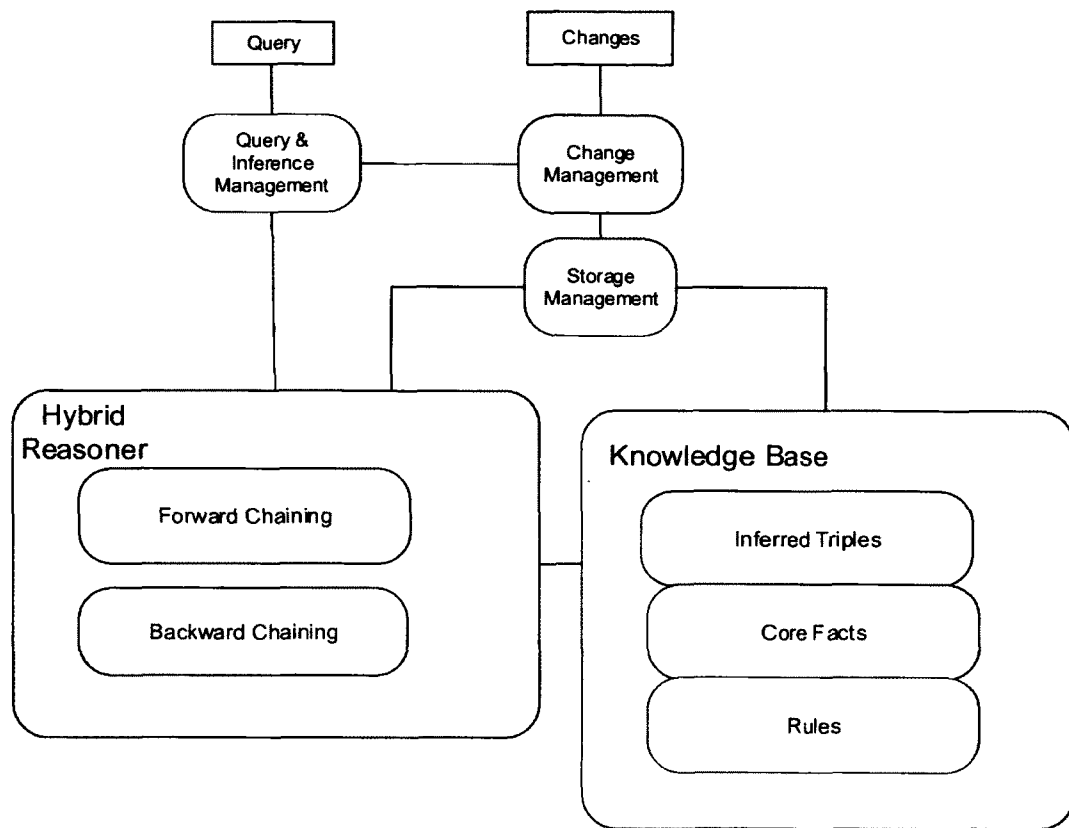 Query
Changes
Query &
Inference
Management
Change
Management
Storage
Management
Hybrid
Reasoner
Forward Chaining
Backward Chaining
Knowledge Base
Inferred Triples
Core Facts
Rules